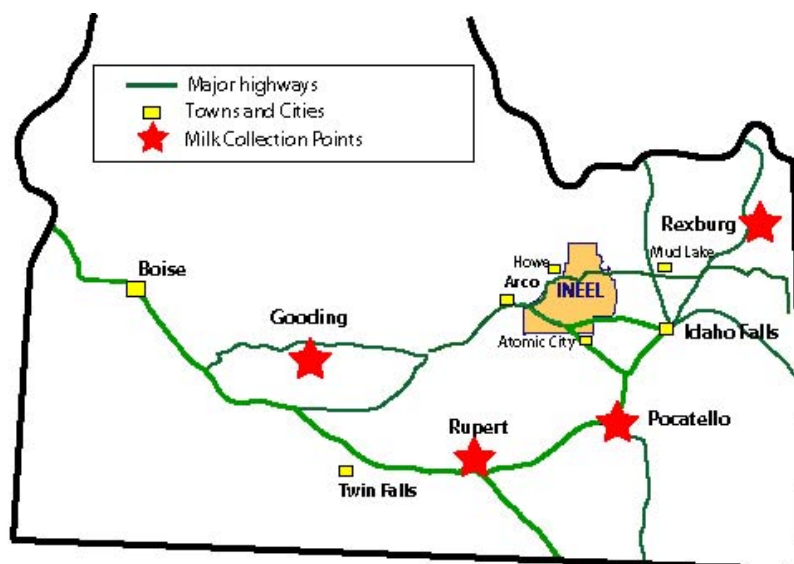 Major highways
Towns and Cities
Milk Collection Points
Rexburg
Mud Lake
Howe
Boise
Arco
INEEL
Gooding
Idaho Falls
Atomic City
Pocatello
Rupert
Twin Falls